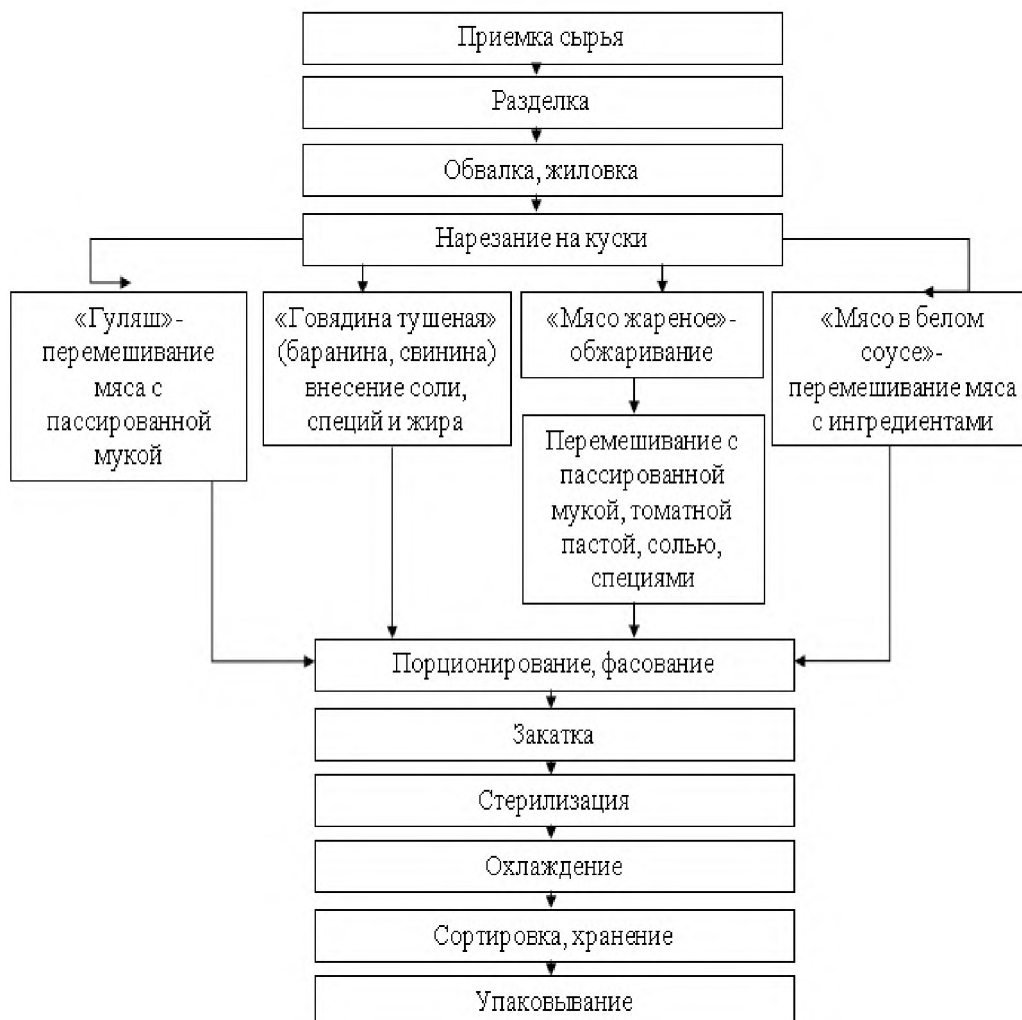 Приемка сырья
Разделка
Обвалка, жиловка
Нарезание на куски
«Гуляш»-
перемешивание
мяса с
пассированной
мукой
«Говядина тушеная»
(баранина, свинина)
внесение соли,
специй и жира
«Мясо жареное»-
обжаривание
Перемешивание с
пассированной
мукой, томатной
пастой, солью,
специями
«Мясо в белом
соусе»-
перемешивание мяса
с ингредиентами
Порционирование, фасование
Закатка
Стерилизация
Охлаждение
Сортировка, хранение
Упаковывание